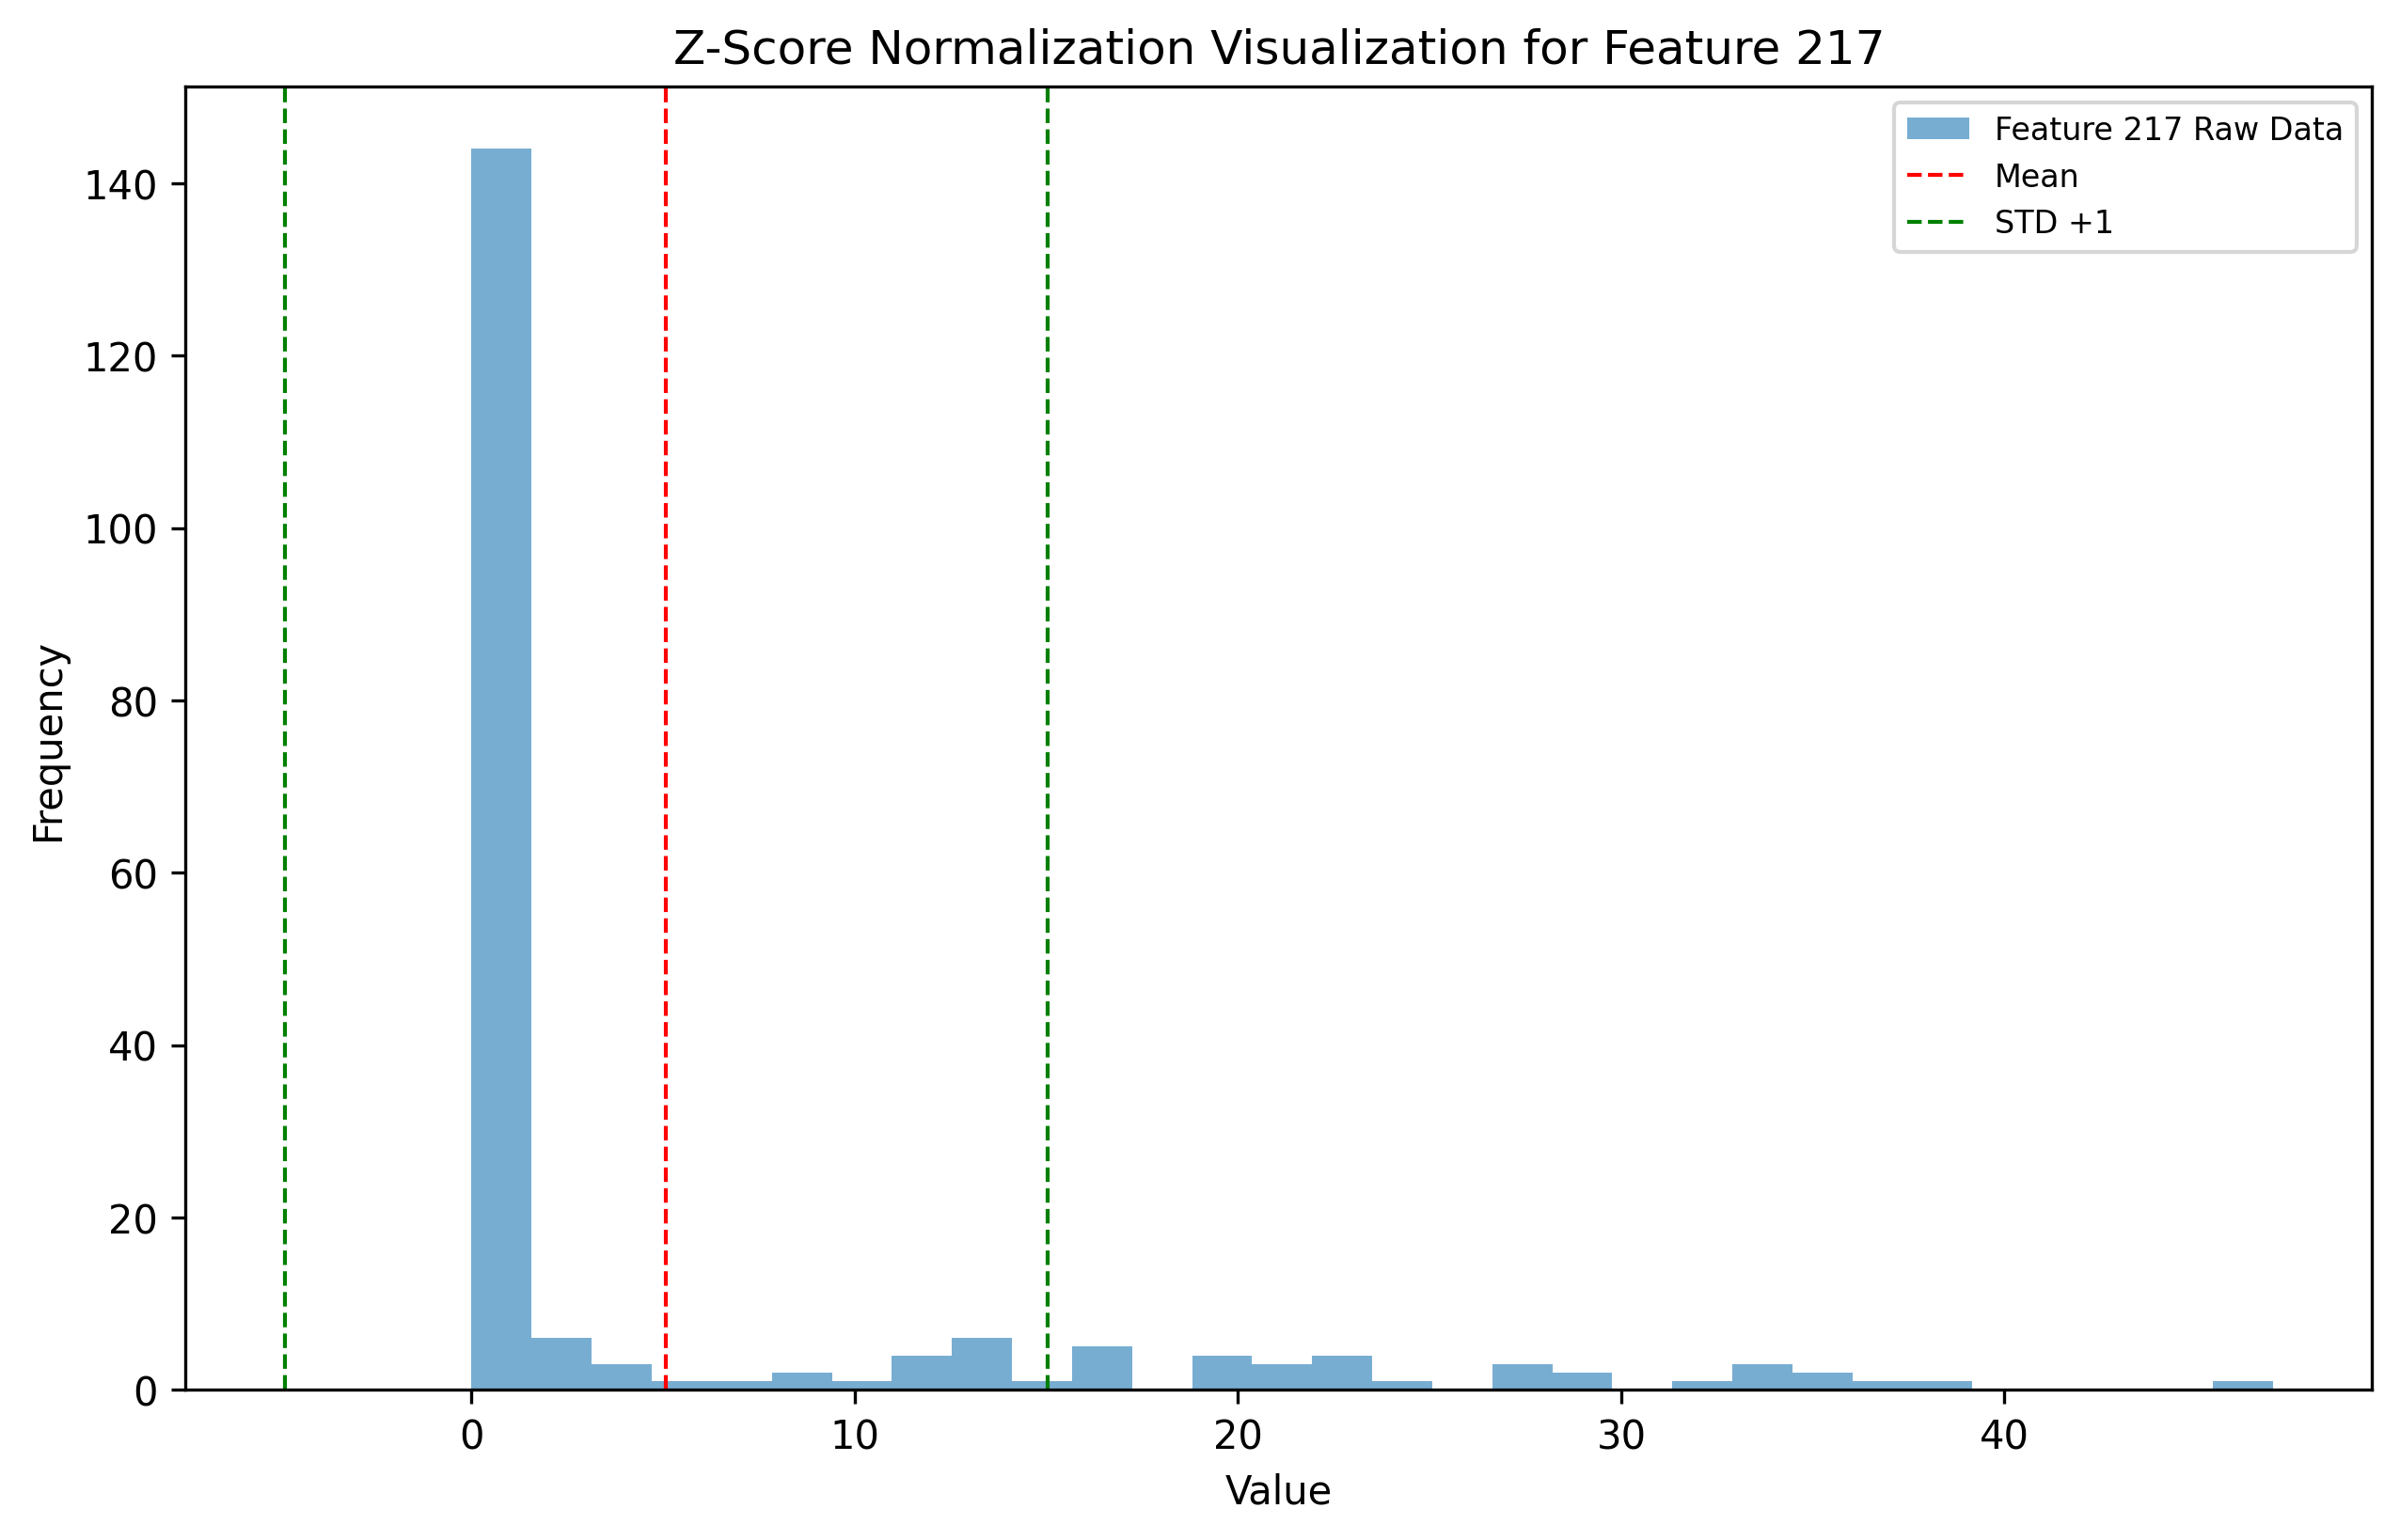 Z-Score Normalization Visualization for Feature 217
Feature 217 Raw Data
Mean
STD +1
140
120
100
80
60
40
20
0
Frequency
0 10 20 30 40
Value